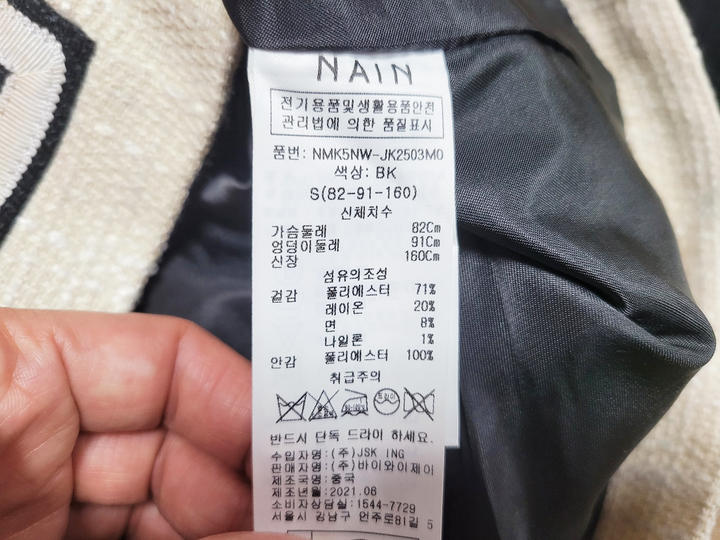 NAIN
전기용품및생활용품안전
관리법에 의한 품질표시
품번: NMK5NW-JK2503M0
색상: BK
S(82-91-160)
신체치수
가슴둘레 82Cm
엉덩이둘레 91Cm
신장 160Cm
섬유의조성
겉감 폴리에스터 71%
레이온 20%
면 8%
나일론 1%
안감 폴리에스터 100%
취급주의
드라이
반드시 단독 드라이 하세요.
수입자명:(주)JSK ING
판매자명:(주)바이와이제이
제조국명:중국
제조년월:2021.08
소비자상담실:1544-7729
서울시 강남구 언주로81길 5